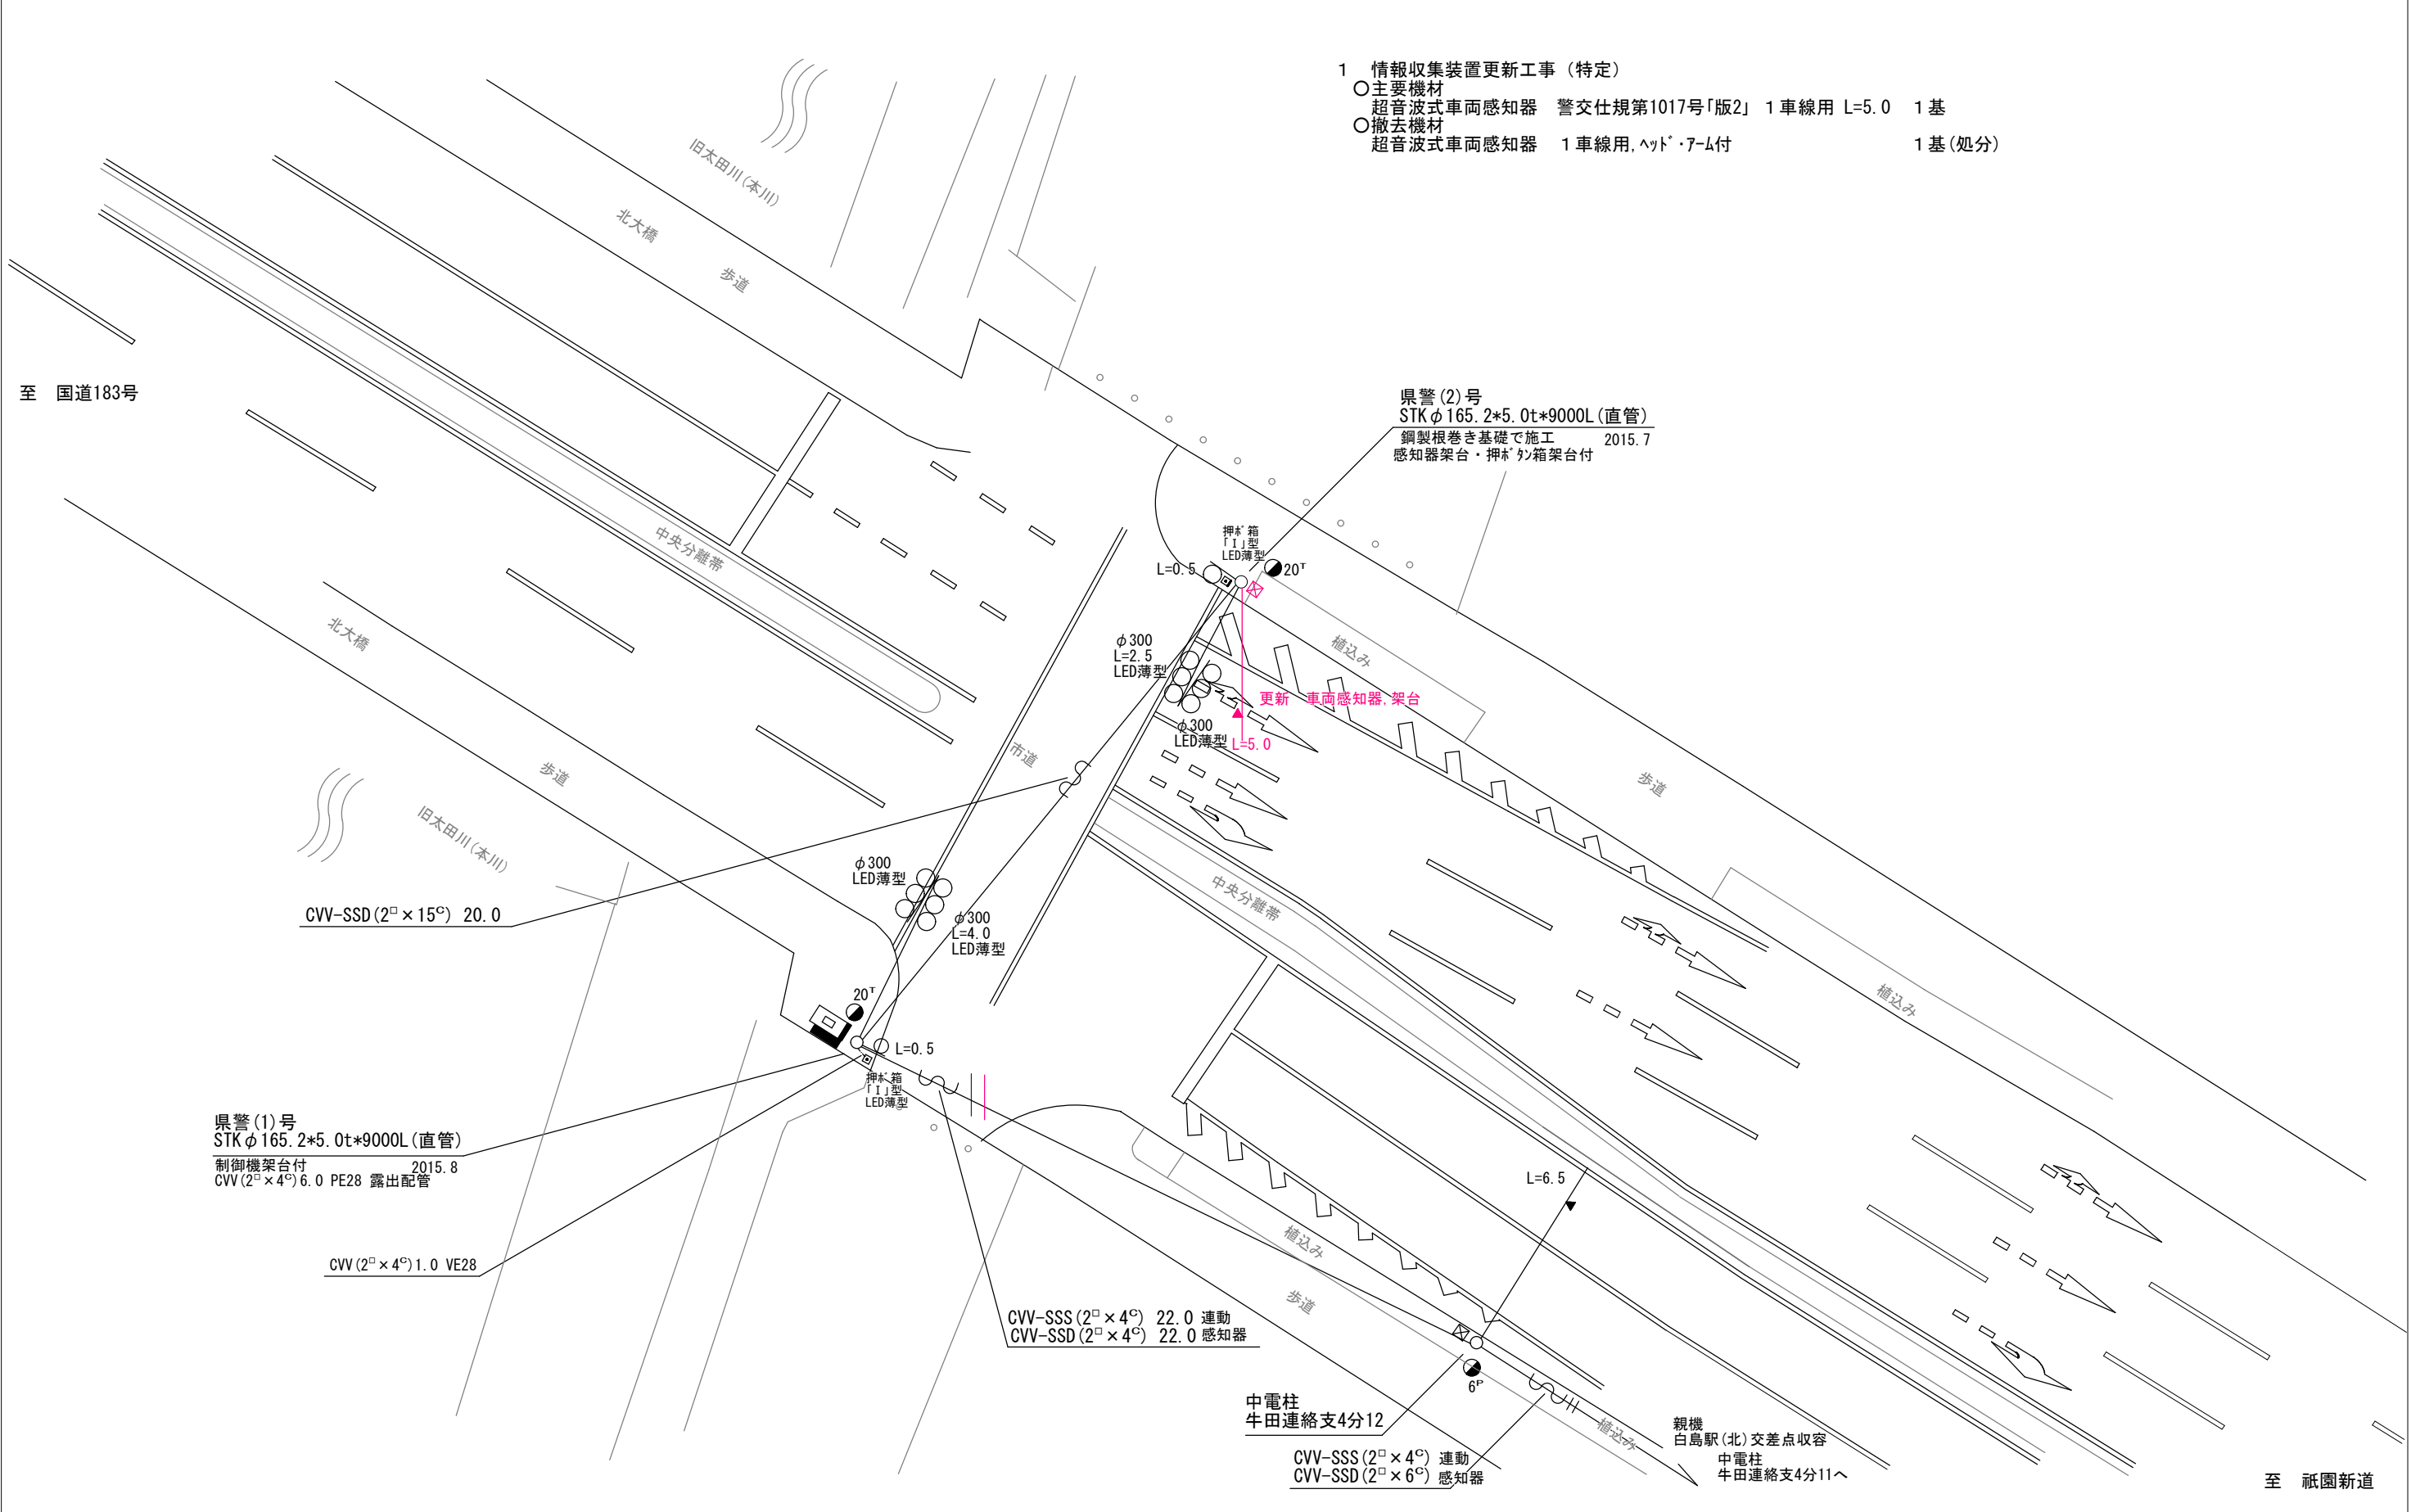 1 情報収集装置更新工事（特定）
○主要機材
超音波式車両感知器 警交仕規第1017号「版2」 1車線用 L=5.0 1基
○撤去機材
超音波式車両感知器 1車線用,ﾍｯﾄﾞ・ｱｰﾑ付 1基(処分)
旧太田川(本川)
北大橋
歩道
至 国道183号
県警(2)号
STKφ165.2*5.0t*9000L(直管)
鋼製根巻き基礎で施工 2015.7
感知器架台・押ﾎﾞﾀﾝ箱架台付
中央分離帯
押ﾎﾞ箱
「I」型
LED薄型
L=0.5
20T
北大橋
φ300
L=2.5
LED薄型
植込み
更新 車両感知器,架台
φ300
LED薄型
L=5.0
市道
歩道
歩道
旧太田川(本川)
φ300
LED薄型
中央分離帯
CVV-SSD(2□×15C) 20.0
φ300
L=4.0
LED薄型
植込み
20T
L=0.5
押ﾎﾞ箱
「I」型
LED薄型
県警(1)号
STKφ165.2*5.0t*9000L(直管)
制御機架台付 2015.8
CVV(2□×4C)6.0 PE28 露出配管
L=6.5
植込み
CVV(2□×4C)1.0 VE28
歩道
CVV-SSS(2□×4C) 22.0 連動
CVV-SSD(2□×4C) 22.0 感知器
6P
中電柱
牛田連絡支4分12
植込み
親機
白島駅(北)交差点収容
中電柱
牛田連絡支4分11へ
CVV-SSS(2□×4C) 連動
CVV-SSD(2□×6C) 感知器
至 祇園新道